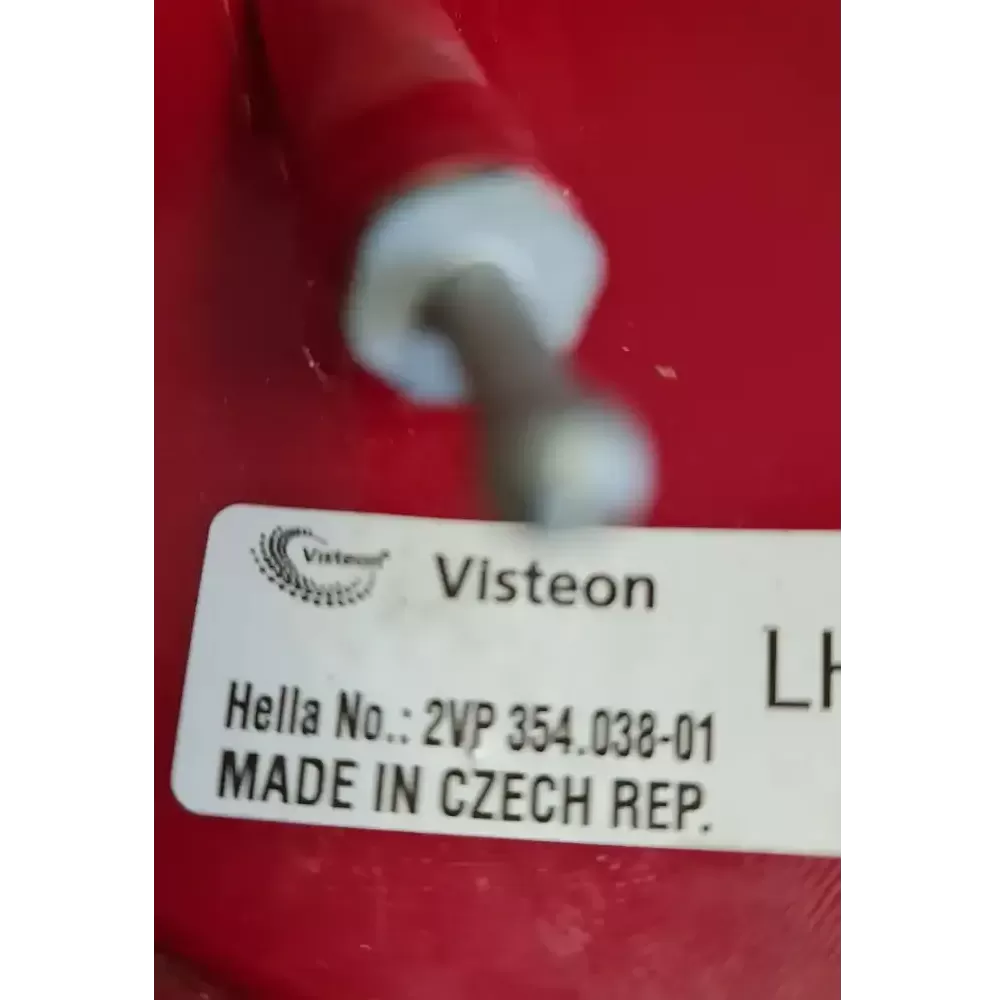 Visteon
Visteon
LH
Hella No.: 2VP 354.038-01
MADE IN CZECH REP.